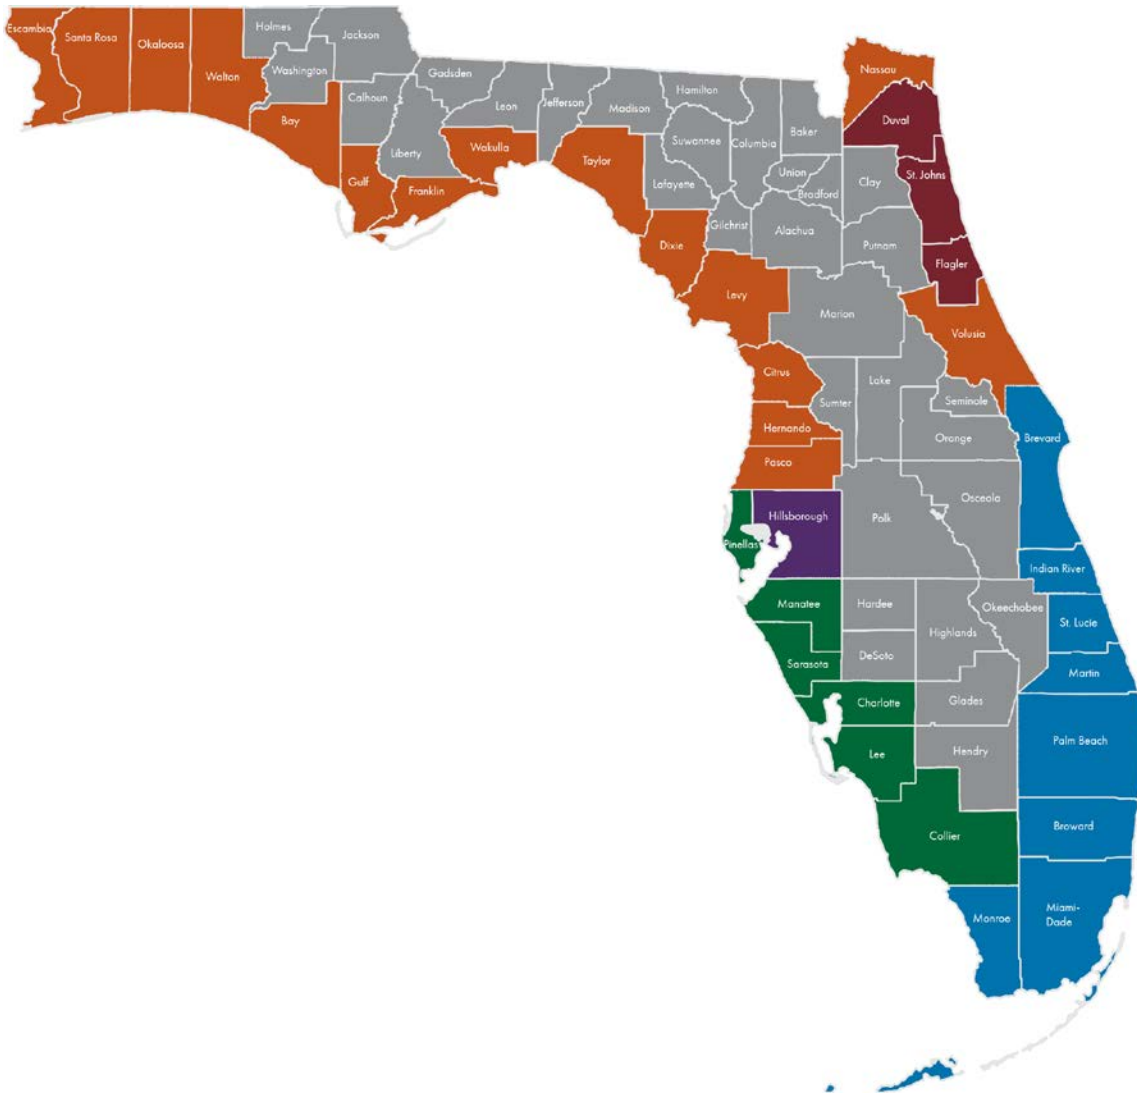 Escambia
Santa Rosa
Okaloosa
Walton
Holmes
Jackson
Washington
Bay
Calhoun
Gulf
Liberty
Gadsden
Franklin
Leon
Wakulla
Jefferson
Madison
Taylor
Hamilton
Suwannee
Lafayette
Dixie
Columbia
Baker
Union
Bradford
Gilchrist
Alachua
Levy
Nassau
Duval
Clay
St. Johns
Putnam
Flagler
Marion
Volusia
Citrus
Sumter
Lake
Seminole
Hernando
Orange
Brevard
Pasco
Pinellas
Hillsborough
Polk
Osceola
Indian River
Manatee
Hardee
Highlands
Okeechobee
St. Lucie
Sarasota
DeSoto
Martin
Charlotte
Glades
Lee
Hendry
Palm Beach
Collier
Broward
Monroe
Miami-
Dade